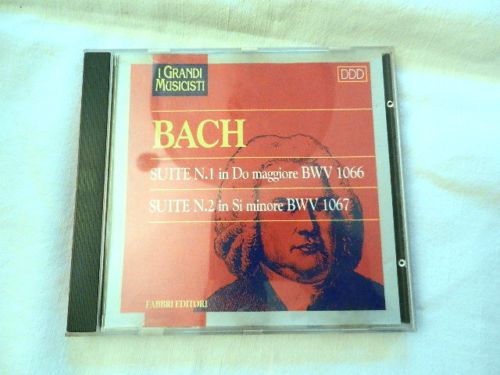 I GRANDI
MUSICISTI
DDD
BACH
SUITE N.1 in Do maggiore BWV 1066
SUITE N.2 in Si minore BWV 1067
FABBRI EDITORI